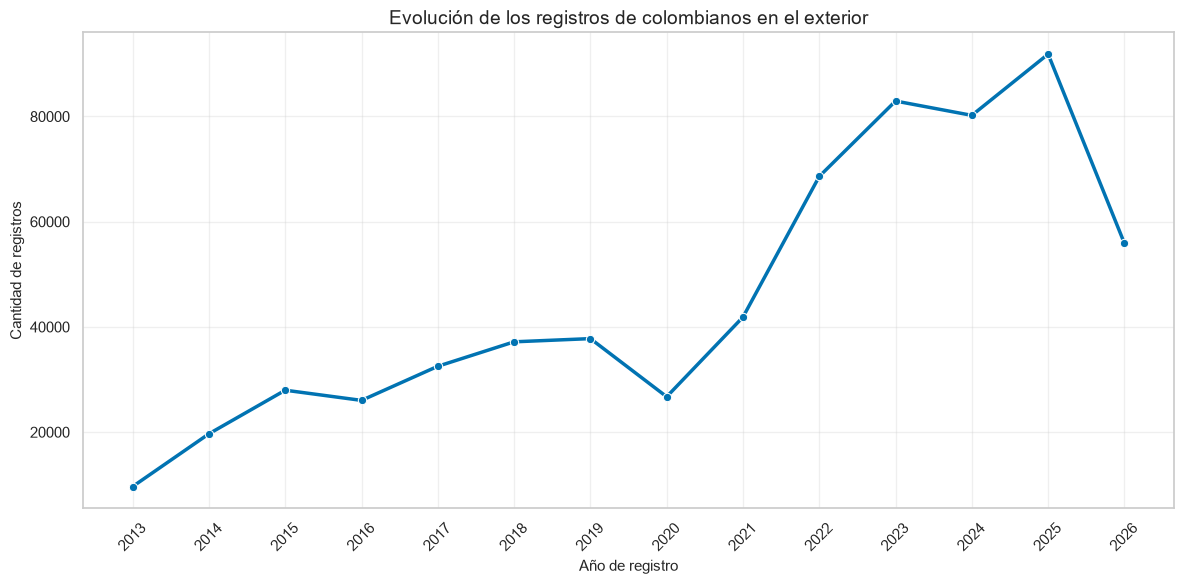 Evolución de los registros de colombianos en el exterior
Cantidad de registros
80000
60000
40000
20000
2013 2014 2015 2016 2017 2018 2019 2020 2021 2022 2023 2024 2025 2026
Año de registro